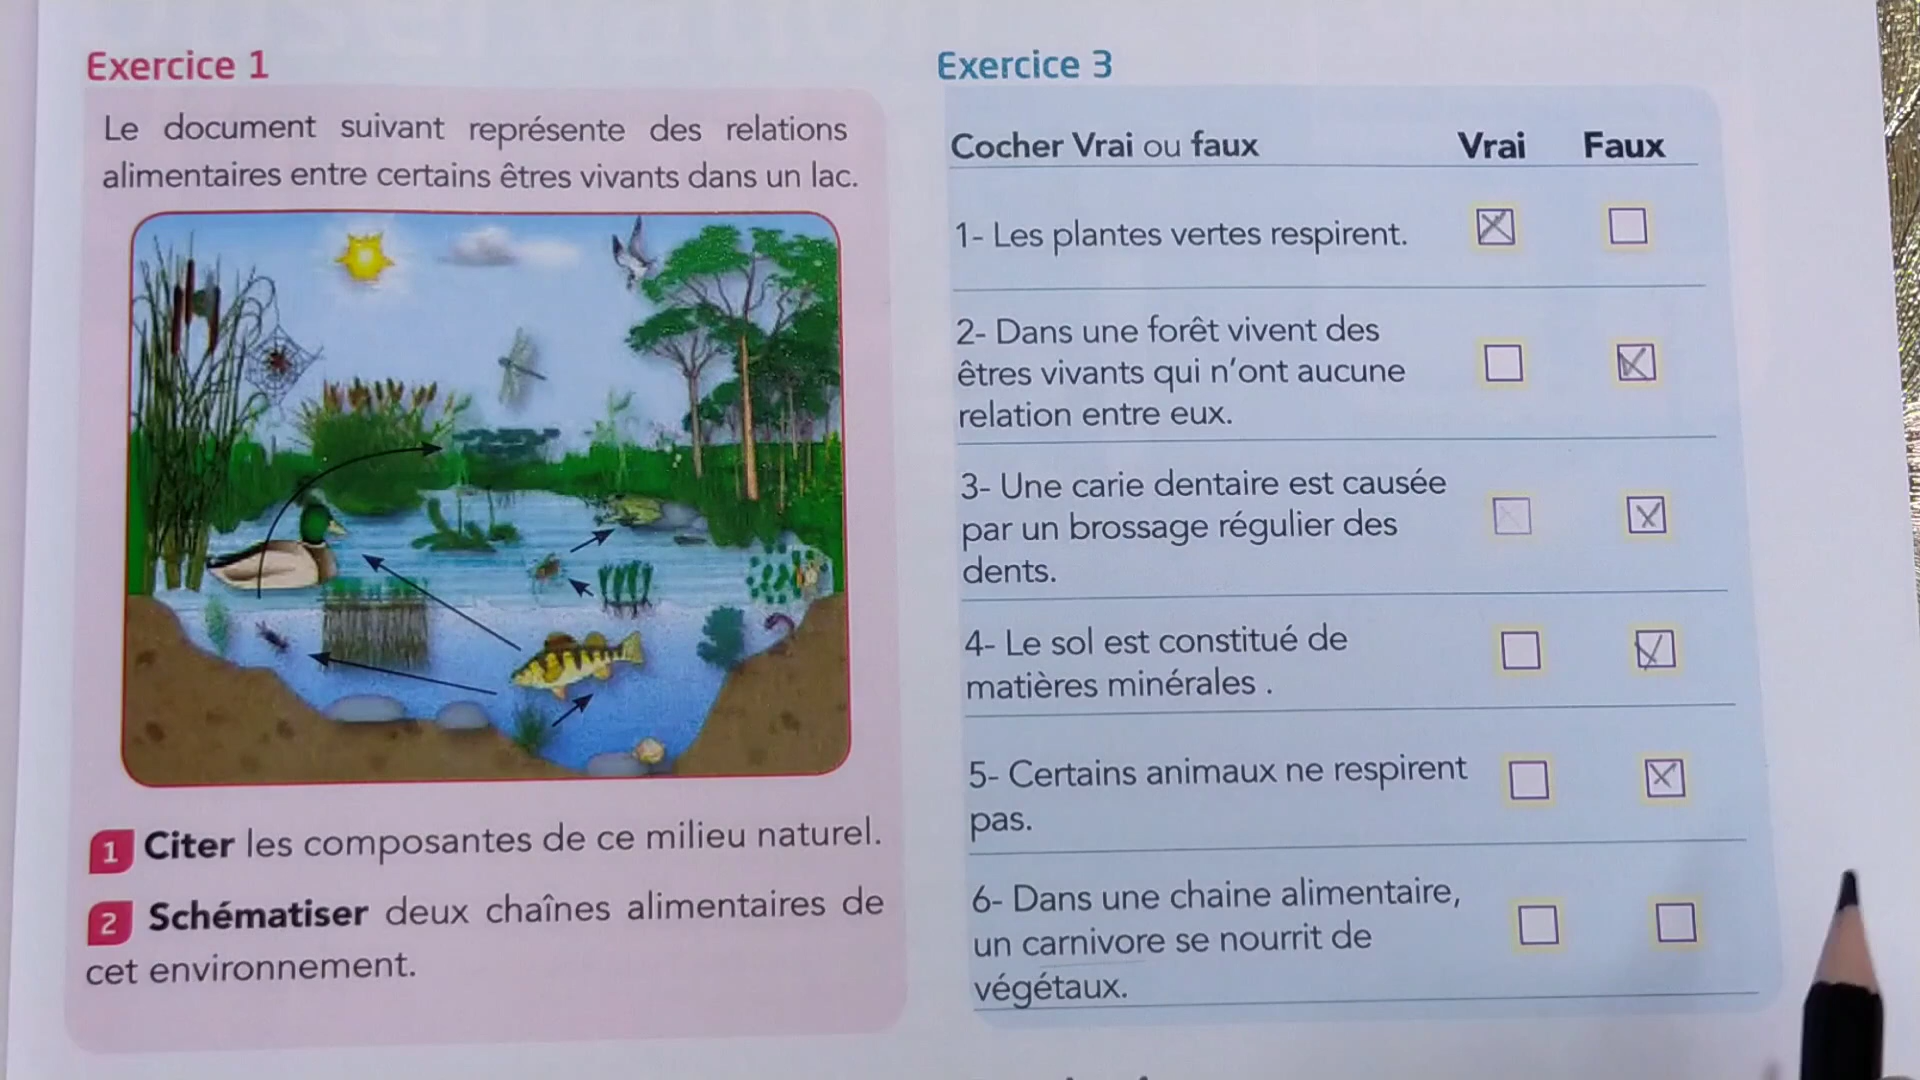 Exercice 1
Le document suivant représente des relations
alimentaires entre certains êtres vivants dans un lac.
1 Citer les composantes de ce milieu naturel.
2 Schématiser deux chaînes alimentaires de
cet environnement.
Exercice 3
Cocher Vrai ou faux Vrai Faux
1- Les plantes vertes respirent.
2- Dans une forêt vivent des
êtres vivants qui n'ont aucune
relation entre eux.
3- Une carie dentaire est causée
par un brossage régulier des
dents.
4- Le sol est constitué de
matières minérales .
5- Certains animaux ne respirent
pas.
6- Dans une chaine alimentaire,
un carnivore se nourrit de
végétaux.